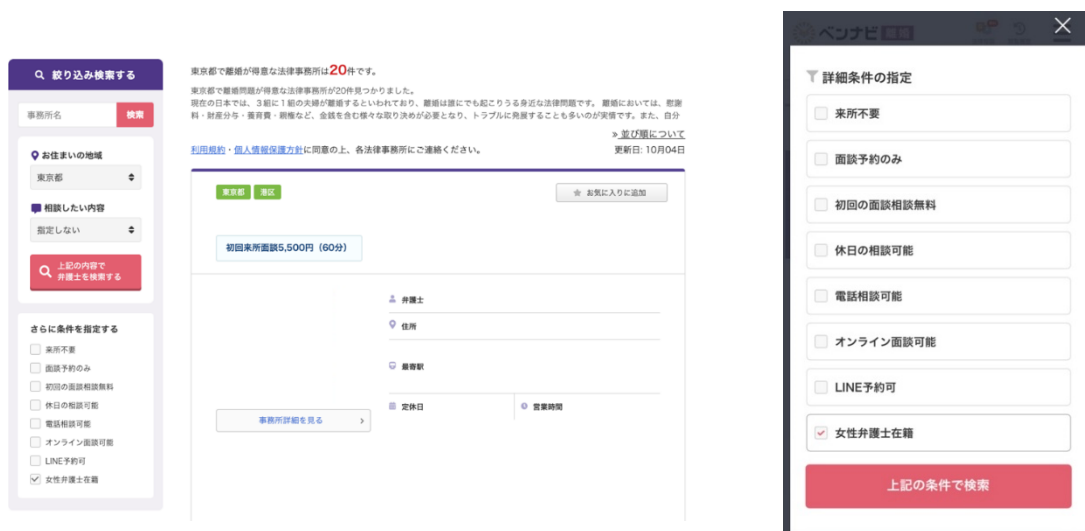 絞り込み検索する
事務所名
検索
お住まいの地域
東京都
相談したい内容
指定しない
上記の内容で
弁護士を検索する
さらに条件を指定する
来所不要
面談予約のみ
初回の面談相談無料
休日の相談可能
電話相談可能
オンライン面談可能
LINE予約可
女性弁護士在籍
東京都で離婚が得意な法律事務所は20件です。
東京都で離婚問題が得意な法律事務所が20件見つかりました。
現在の日本では、3組に1組の夫婦が離婚するといわれており、離婚は誰にでも起こりうる身近な法律問題です。 離婚においては、慰謝
料・財産分与・養育費・親権など、金銭を含む様々な取り決めが必要となり、トラブルに発展することも多いのが実情です。また、自分
» 並び順について
利用規約・個人情報保護方針に同意の上、各法律事務所にご連絡ください。
更新日: 10月04日
東京都 港区
★ お気に入りに追加
初回来所面談5,500円（60分）
弁護士
住所
最寄駅
定休日
営業時間
事務所詳細を見る
ベンナビ 離婚
詳細条件の指定
来所不要
面談予約のみ
初回の面談相談無料
休日の相談可能
電話相談可能
オンライン面談可能
LINE予約可
女性弁護士在籍
上記の条件で検索